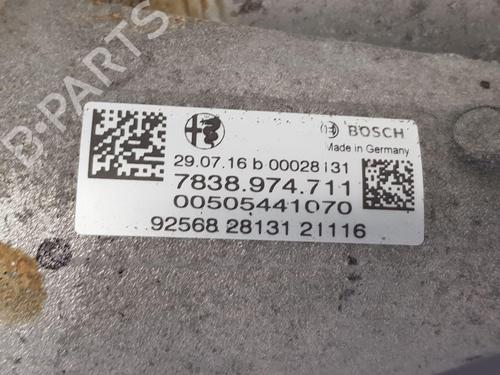 B-PARTS
BOSCH
Made in Germany
29.07.16 b 00028131
7838.974.711
00505441070
92568 28131 21116